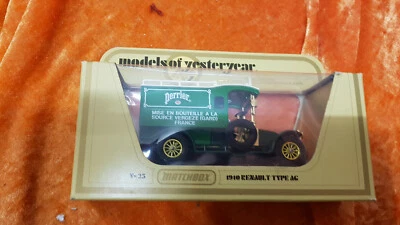 models of yesteryear
Perrier
MISE EN BOUTEILLE A LA
SOURCE VERGEZE (GARD)
FRANCE
Y-25
MATCHBOX
1910 RENAULT TYPE AG